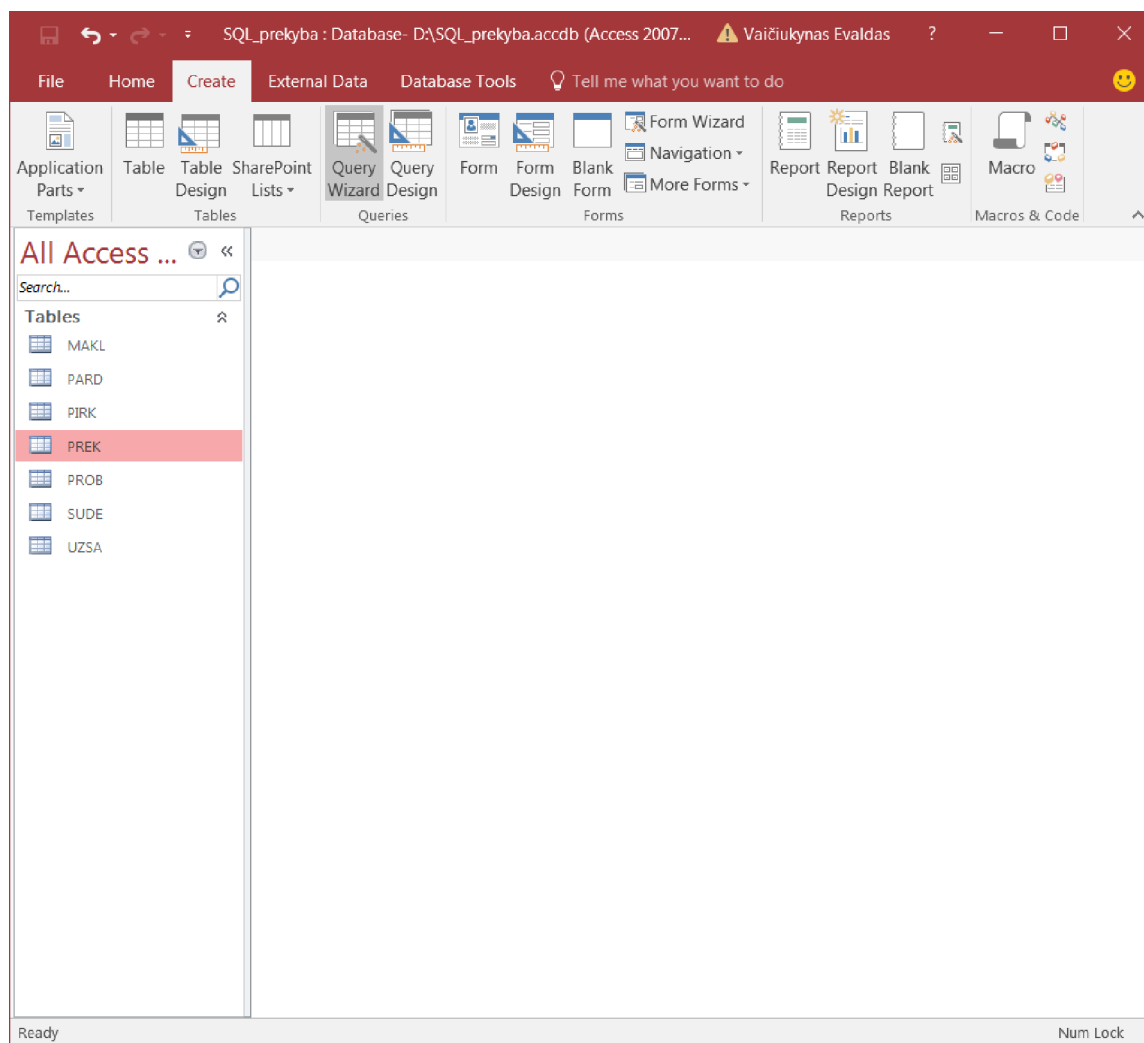 SQL_prekyba : Database- D:\SQL_prekyba.accdb (Access 2007... Vaičiukynas Evaldas ?
File Home Create External Data Database Tools Tell me what you want to do
Application Parts
Table
Table Design
SharePoint Lists
Query Wizard
Query Design
Form
Form Design
Blank Form
Form Wizard
Navigation
More Forms
Report
Report Design
Blank Report
Macro
Templates Tables Queries Forms Reports Macros & Code
All Access ... «
Search...
Tables
MAKL
PARD
PIRK
PREK
PROB
SUDE
UZSA
Ready Num Lock